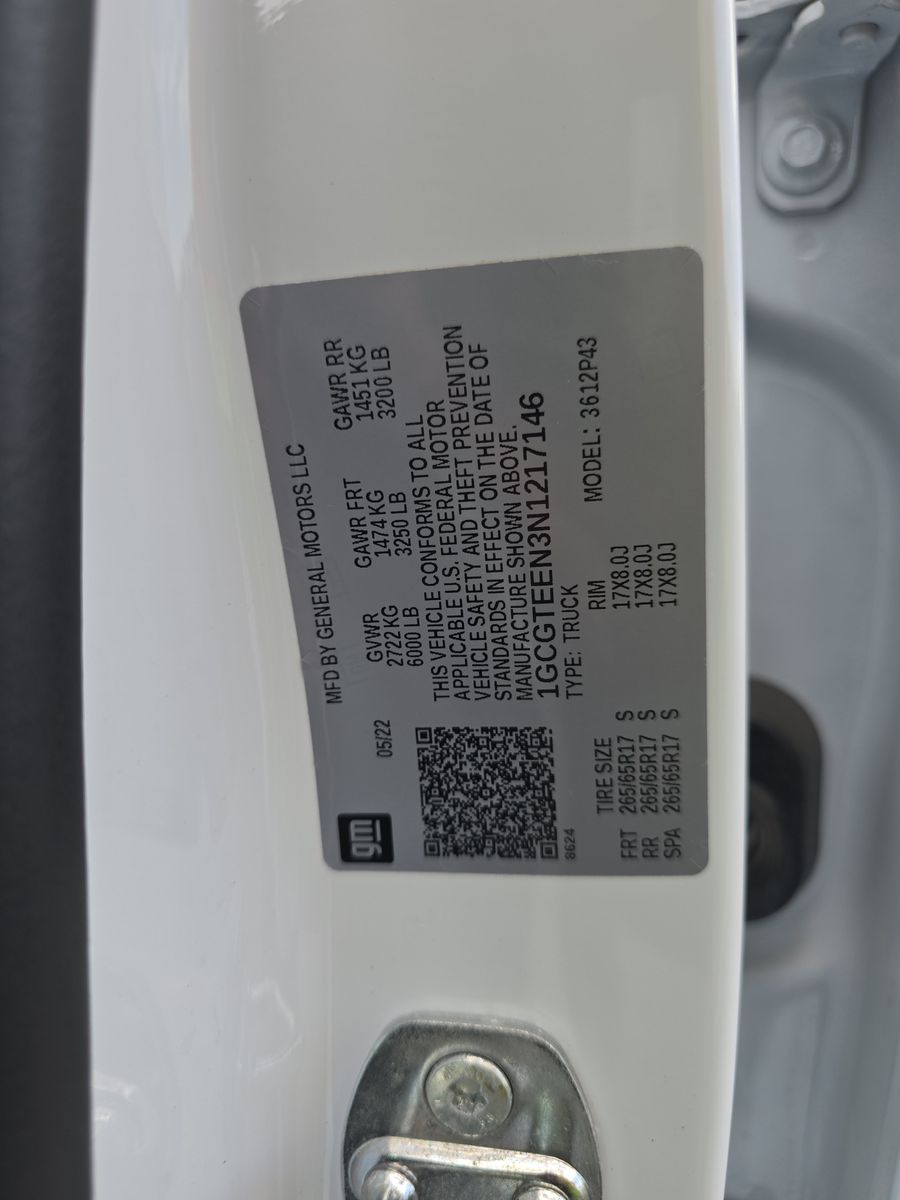 gm
MFD BY GENERAL MOTORS LLC
05/22
GVWR GAWR FRT GAWR RR
2722 KG 1474 KG 1451 KG
6000 LB 3250 LB 3200 LB
THIS VEHICLE CONFORMS TO ALL
APPLICABLE U.S. FEDERAL MOTOR
VEHICLE SAFETY AND THEFT PREVENTION
STANDARDS IN EFFECT ON THE DATE OF
MANUFACTURE SHOWN ABOVE.
1GCGTEEN3N1217146
8624
TYPE: TRUCK MODEL: 3612P43
TIRE SIZE RIM
FRT 265/65R17 S 17X8.0J
RR 265/65R17 S 17X8.0J
SPA 265/65R17 S 17X8.0J